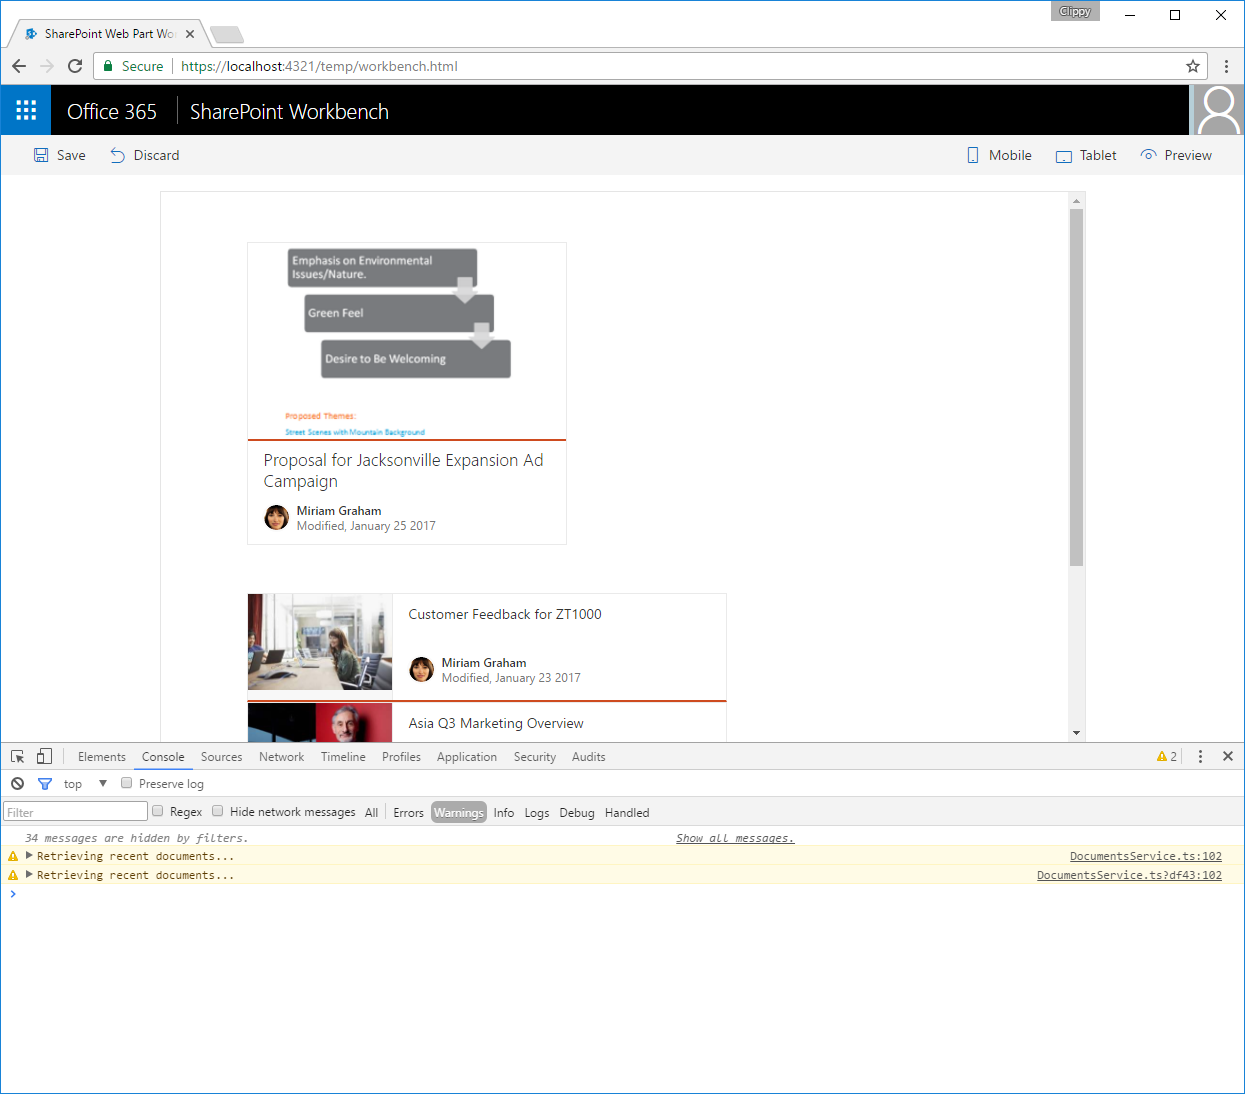 Clippy
SharePoint Web Part Wor
Secure https://localhost:4321/temp/workbench.html
Office 365 SharePoint Workbench
Save Discard Mobile Tablet Preview
Emphasis on Environmental
Issues/Nature.
Green Feel
Desire to Be Welcoming
Proposed Themes:
Street Scenes with Mountain Background
Proposal for Jacksonville Expansion Ad
Campaign
Miriam Graham
Modified, January 25 2017
Customer Feedback for ZT1000
Miriam Graham
Modified, January 23 2017
Asia Q3 Marketing Overview
Elements Console Sources Network Timeline Profiles Application Security Audits 2
top Preserve log
Filter Regex Hide network messages All Errors Warnings Info Logs Debug Handled
34 messages are hidden by filters. Show all messages.
Retrieving recent documents... DocumentsService.ts:102
Retrieving recent documents... DocumentsService.ts?df43:102